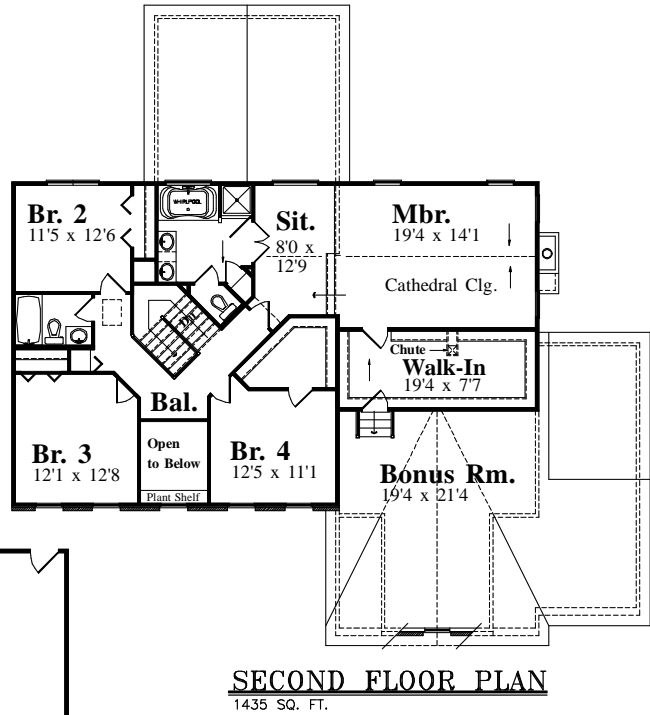 WHIRLPOOL
Br. 2
11'5 x 12'6
Sit.
8'0 x
12'9
Mbr.
19'4 x 14'1
Cathedral Clg.
Chute
Walk-In
19'4 x 7'7
Bal.
Br. 3
12'1 x 12'8
Open
to Below
Plant Shelf
Br. 4
12'5 x 11'1
Bonus Rm.
19'4 x 21'4
SECOND FLOOR PLAN
1435 SQ. FT.